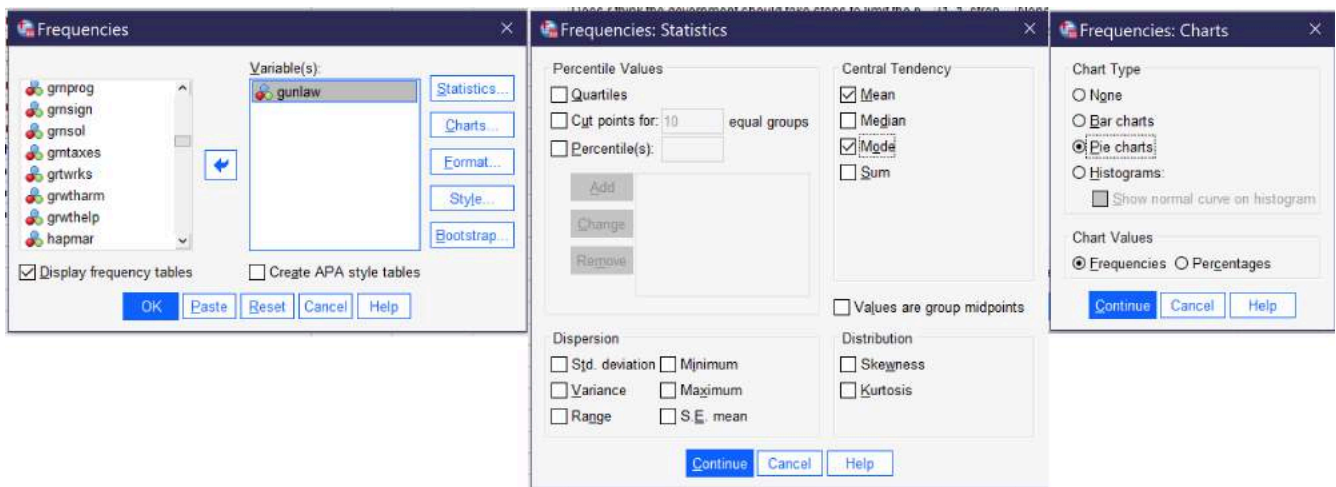 Frequencies
Variable(s):
grnprog
grnsign
grnsol
grntaxes
grtwrks
grwtharm
grwthelp
hapmar
gunlaw
Statistics...
Charts...
Format...
Style...
Bootstrap...
Display frequency tables
Create APA style tables
OK Paste Reset Cancel Help
Frequencies: Statistics
Percentile Values
Quartiles
Cut points for: 10 equal groups
Percentile(s):
Add
Change
Remove
Central Tendency
Mean
Median
Mode
Sum
Values are group midpoints
Dispersion
Std. deviation Minimum
Variance Maximum
Range S.E. mean
Distribution
Skewness
Kurtosis
Continue Cancel Help
Frequencies: Charts
Chart Type
None
Bar charts
Pie charts
Histograms:
Show normal curve on histogram
Chart Values
Frequencies Percentages
Continue Cancel Help